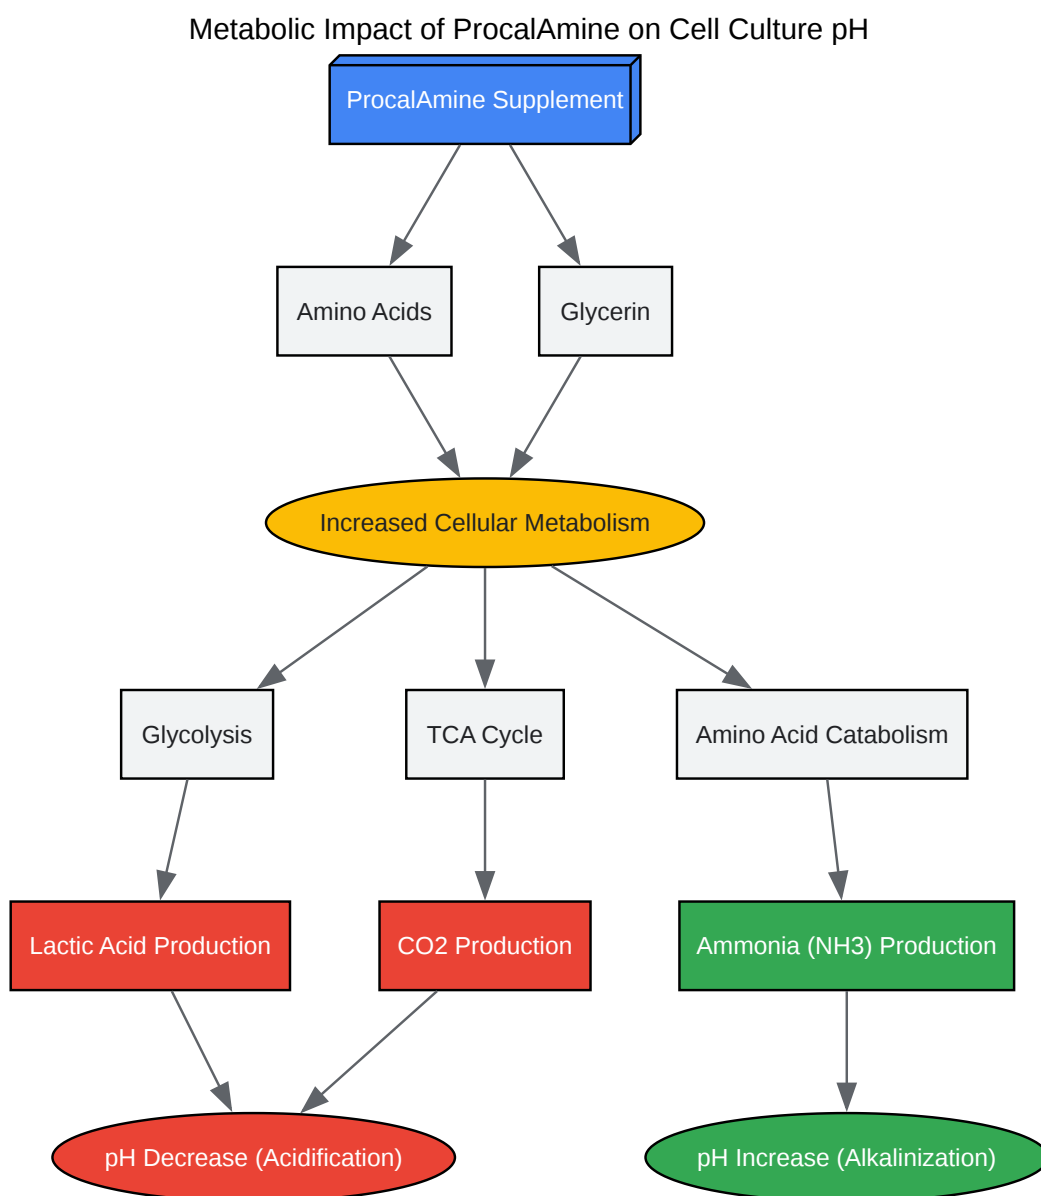 Metabolic Impact of ProcalAmine on Cell Culture pH
ProcalAmine Supplement
Amino Acids
Glycerin
Increased Cellular Metabolism
Glycolysis
TCA Cycle
Amino Acid Catabolism
Lactic Acid Production
CO2 Production
Ammonia (NH3) Production
pH Decrease (Acidification)
pH Increase (Alkalinization)